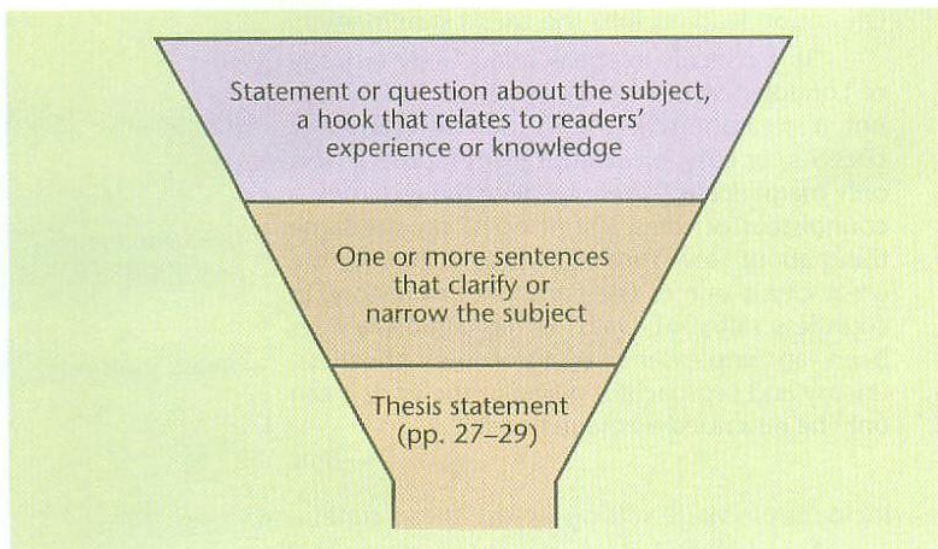 Statement or question about the subject,
a hook that relates to readers’
experience or knowledge
One or more sentences
that clarify or
narrow the subject
Thesis statement
(pp. 27–29)